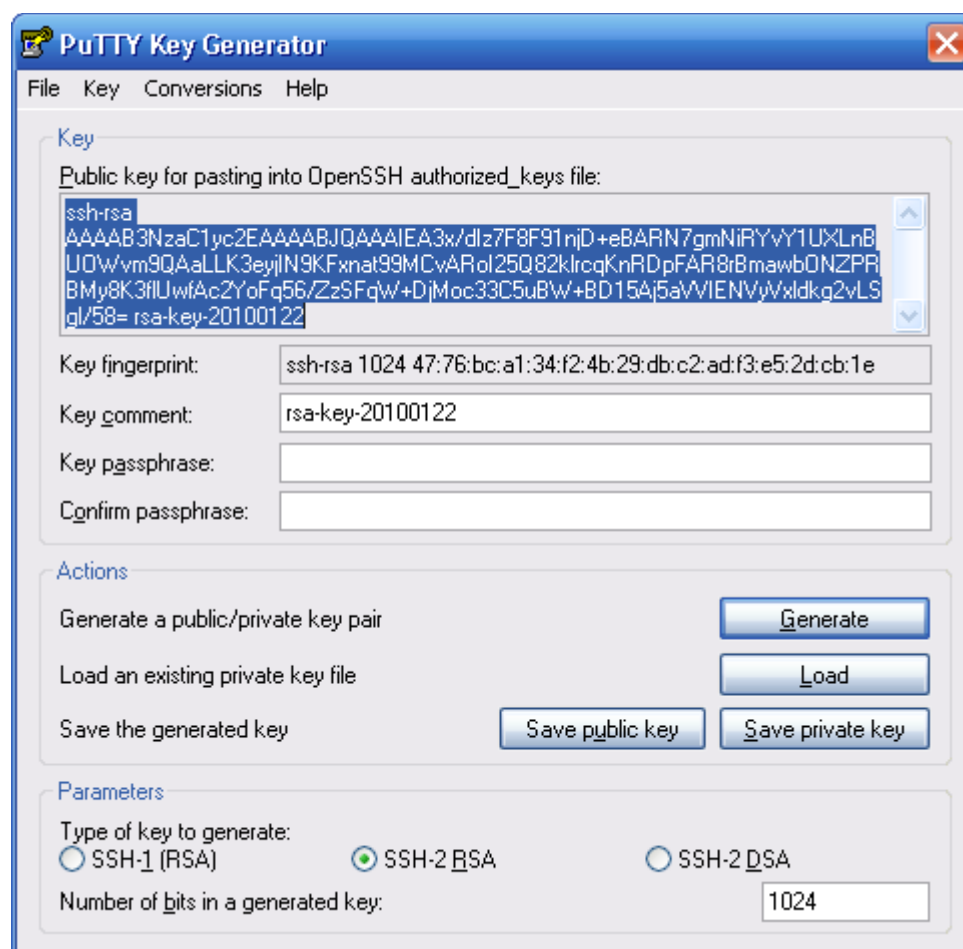 PuTTY Key Generator
File Key Conversions Help
Key
Public key for pasting into OpenSSH authorized_keys file:
ssh-rsa
AAAAB3NzaC1yc2EAAAABJQAAAIEA3x/dIz7F8F91njD+eBARN7gmNiRYvY1UXLnB
UOWvm9QAaLLK3eyjIN9KFxnat99MCvARoI25Q82kIrcqKnRDpFAR8rBmawbONZPR
BMy8K3flUwfAc2YoFq56/ZzSFqW+DjMoc33C5uBW+BD15Aj5aVVIENVyVxIdkg2vLS
gI/58= rsa-key-20100122
Key fingerprint: ssh-rsa 1024 47:76:bc:a1:34:f2:4b:29:db:c2:ad:f3:e5:2d:cb:1e
Key comment: rsa-key-20100122
Key passphrase:
Confirm passphrase:
Actions
Generate a public/private key pair Generate
Load an existing private key file Load
Save the generated key Save public key Save private key
Parameters
Type of key to generate:
SSH-1 (RSA) SSH-2 RSA SSH-2 DSA
Number of bits in a generated key: 1024